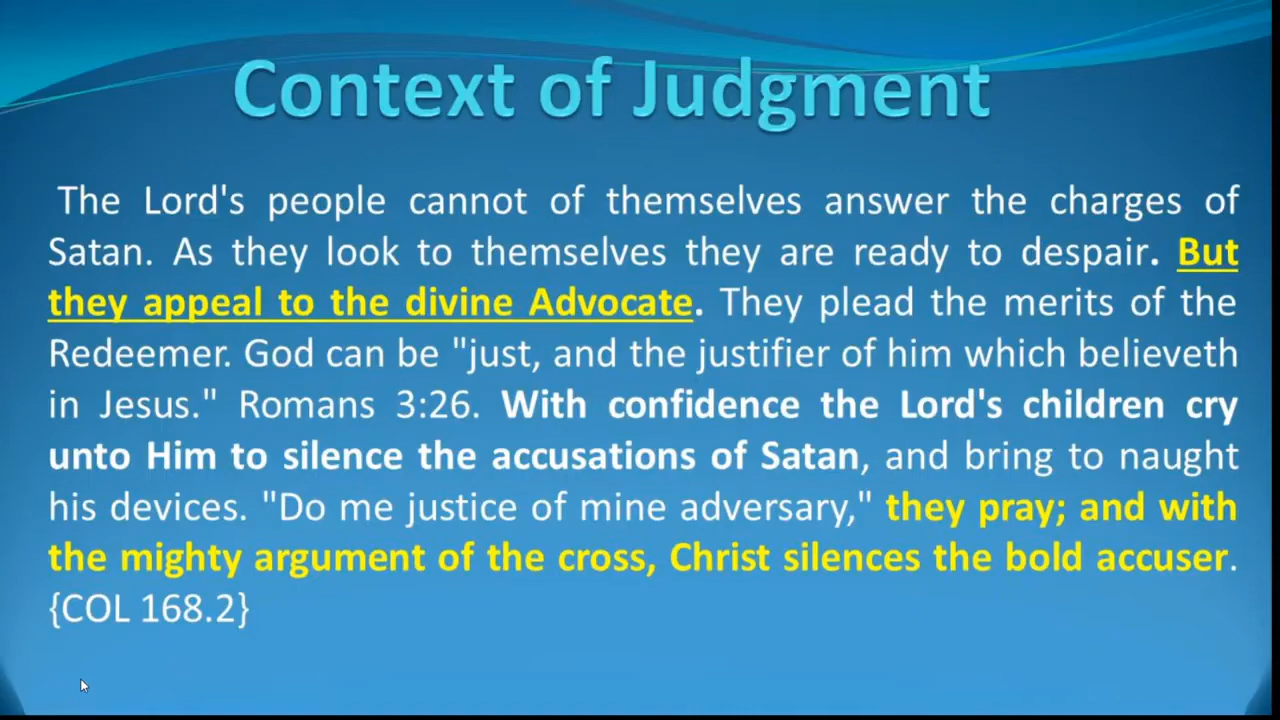 Context of Judgment
The Lord's people cannot of themselves answer the charges of
Satan. As they look to themselves they are ready to despair. But
they appeal to the divine Advocate. They plead the merits of the
Redeemer. God can be "just, and the justifier of him which believeth
in Jesus." Romans 3:26. With confidence the Lord's children cry
unto Him to silence the accusations of Satan, and bring to naught
his devices. "Do me justice of mine adversary," they pray; and with
the mighty argument of the cross, Christ silences the bold accuser.
{COL 168.2}